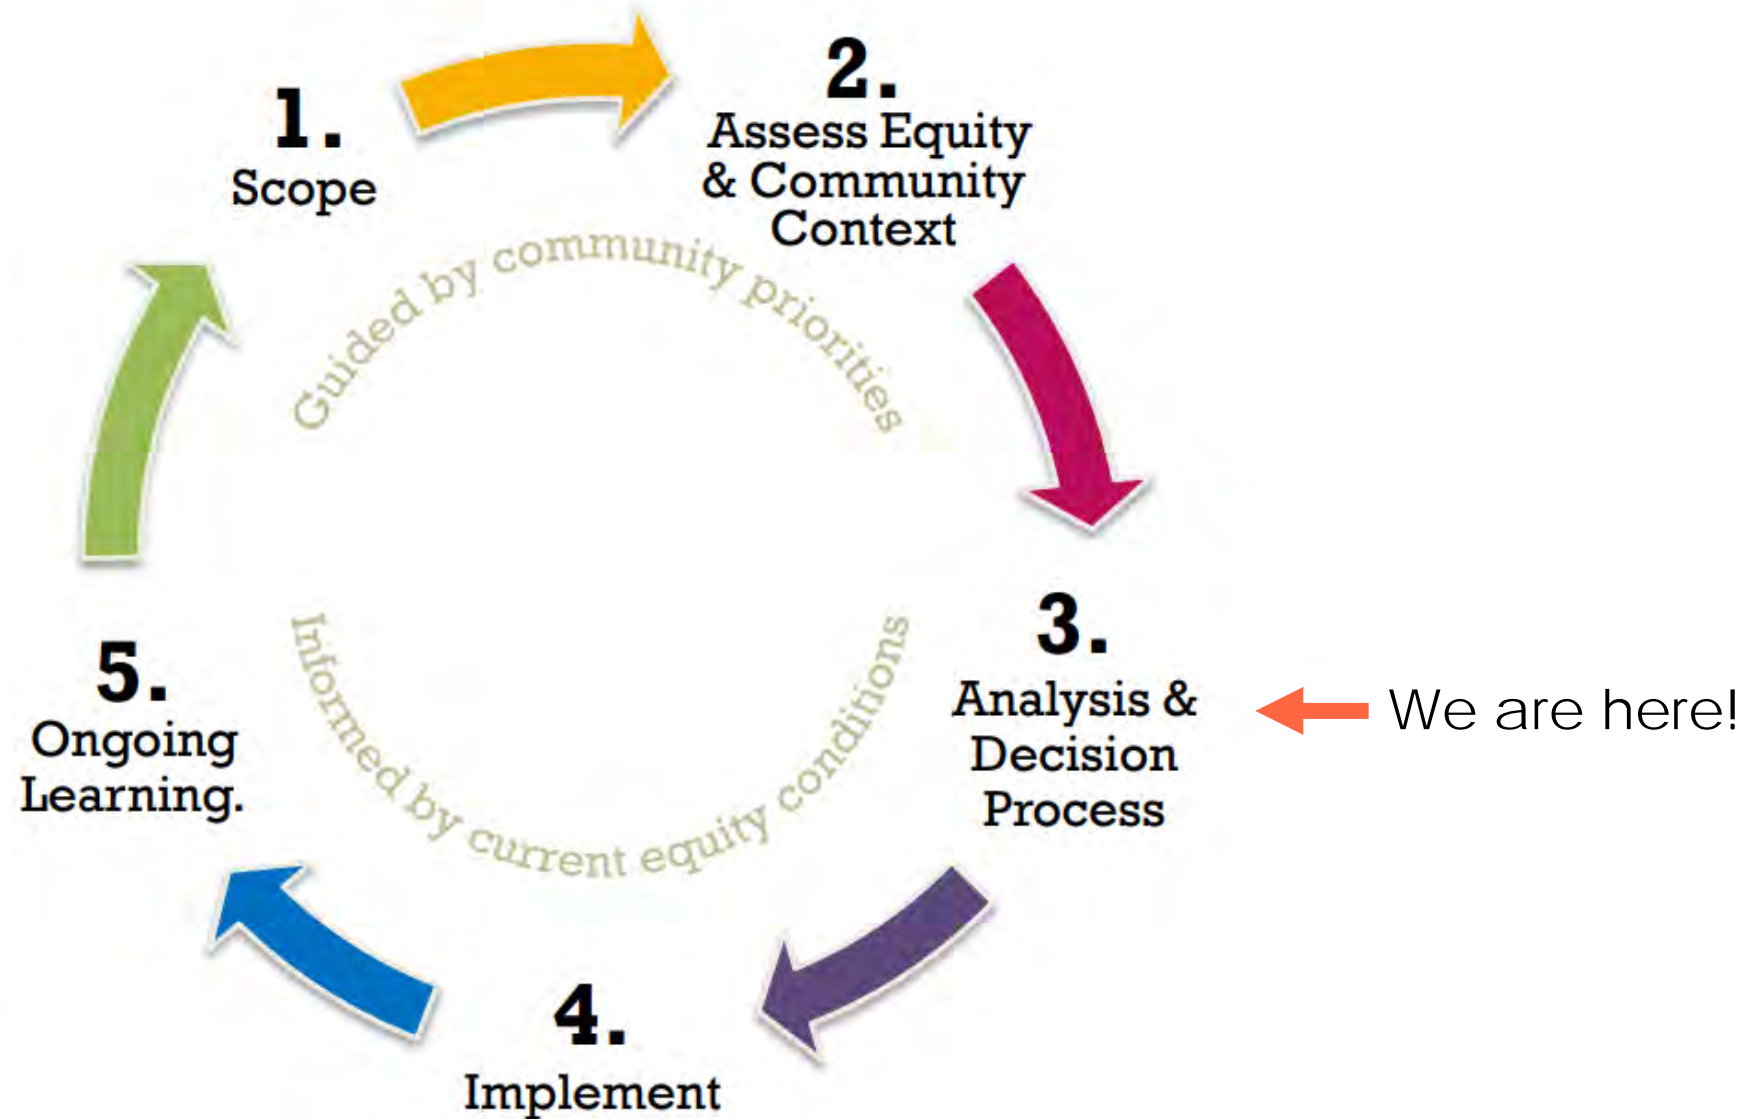 1.
Scope
2.
Assess Equity
& Community
Context
Guided by community priorities
3.
Analysis &
Decision
Process
We are here!
4.
Implement
5.
Ongoing
Learning.
Informed by current equity conditions